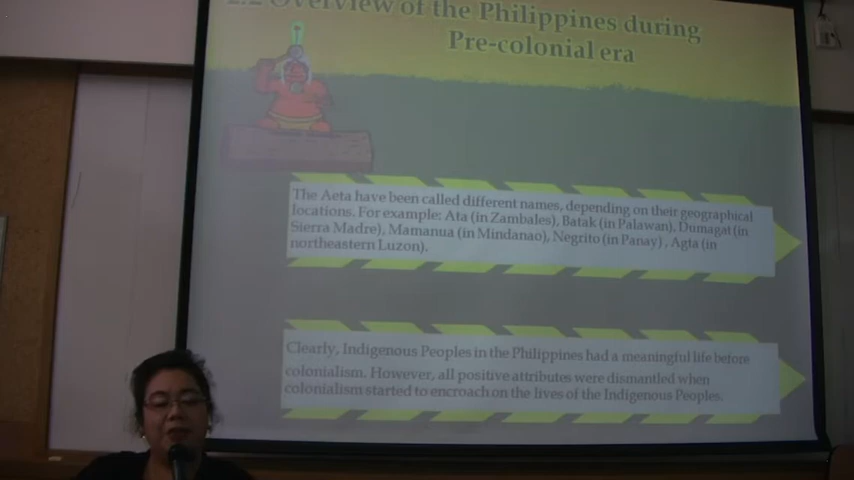 2.2 Overview of the Philippines during
Pre-colonial era
The Aeta have been called different names, depending on their geographical
locations. For example: Ata (in Zambales), Batak (in Palawan), Dumagat (in
Sierra Madre), Mamanua (in Mindanao), Negrito (in Panay) , Agta (in
northeastern Luzon).
Clearly, Indigenous Peoples in the Philippines had a meaningful life before
colonialism. However, all positive attributes were dismantled when
colonialism started to encroach on the lives of the Indigenous Peoples.